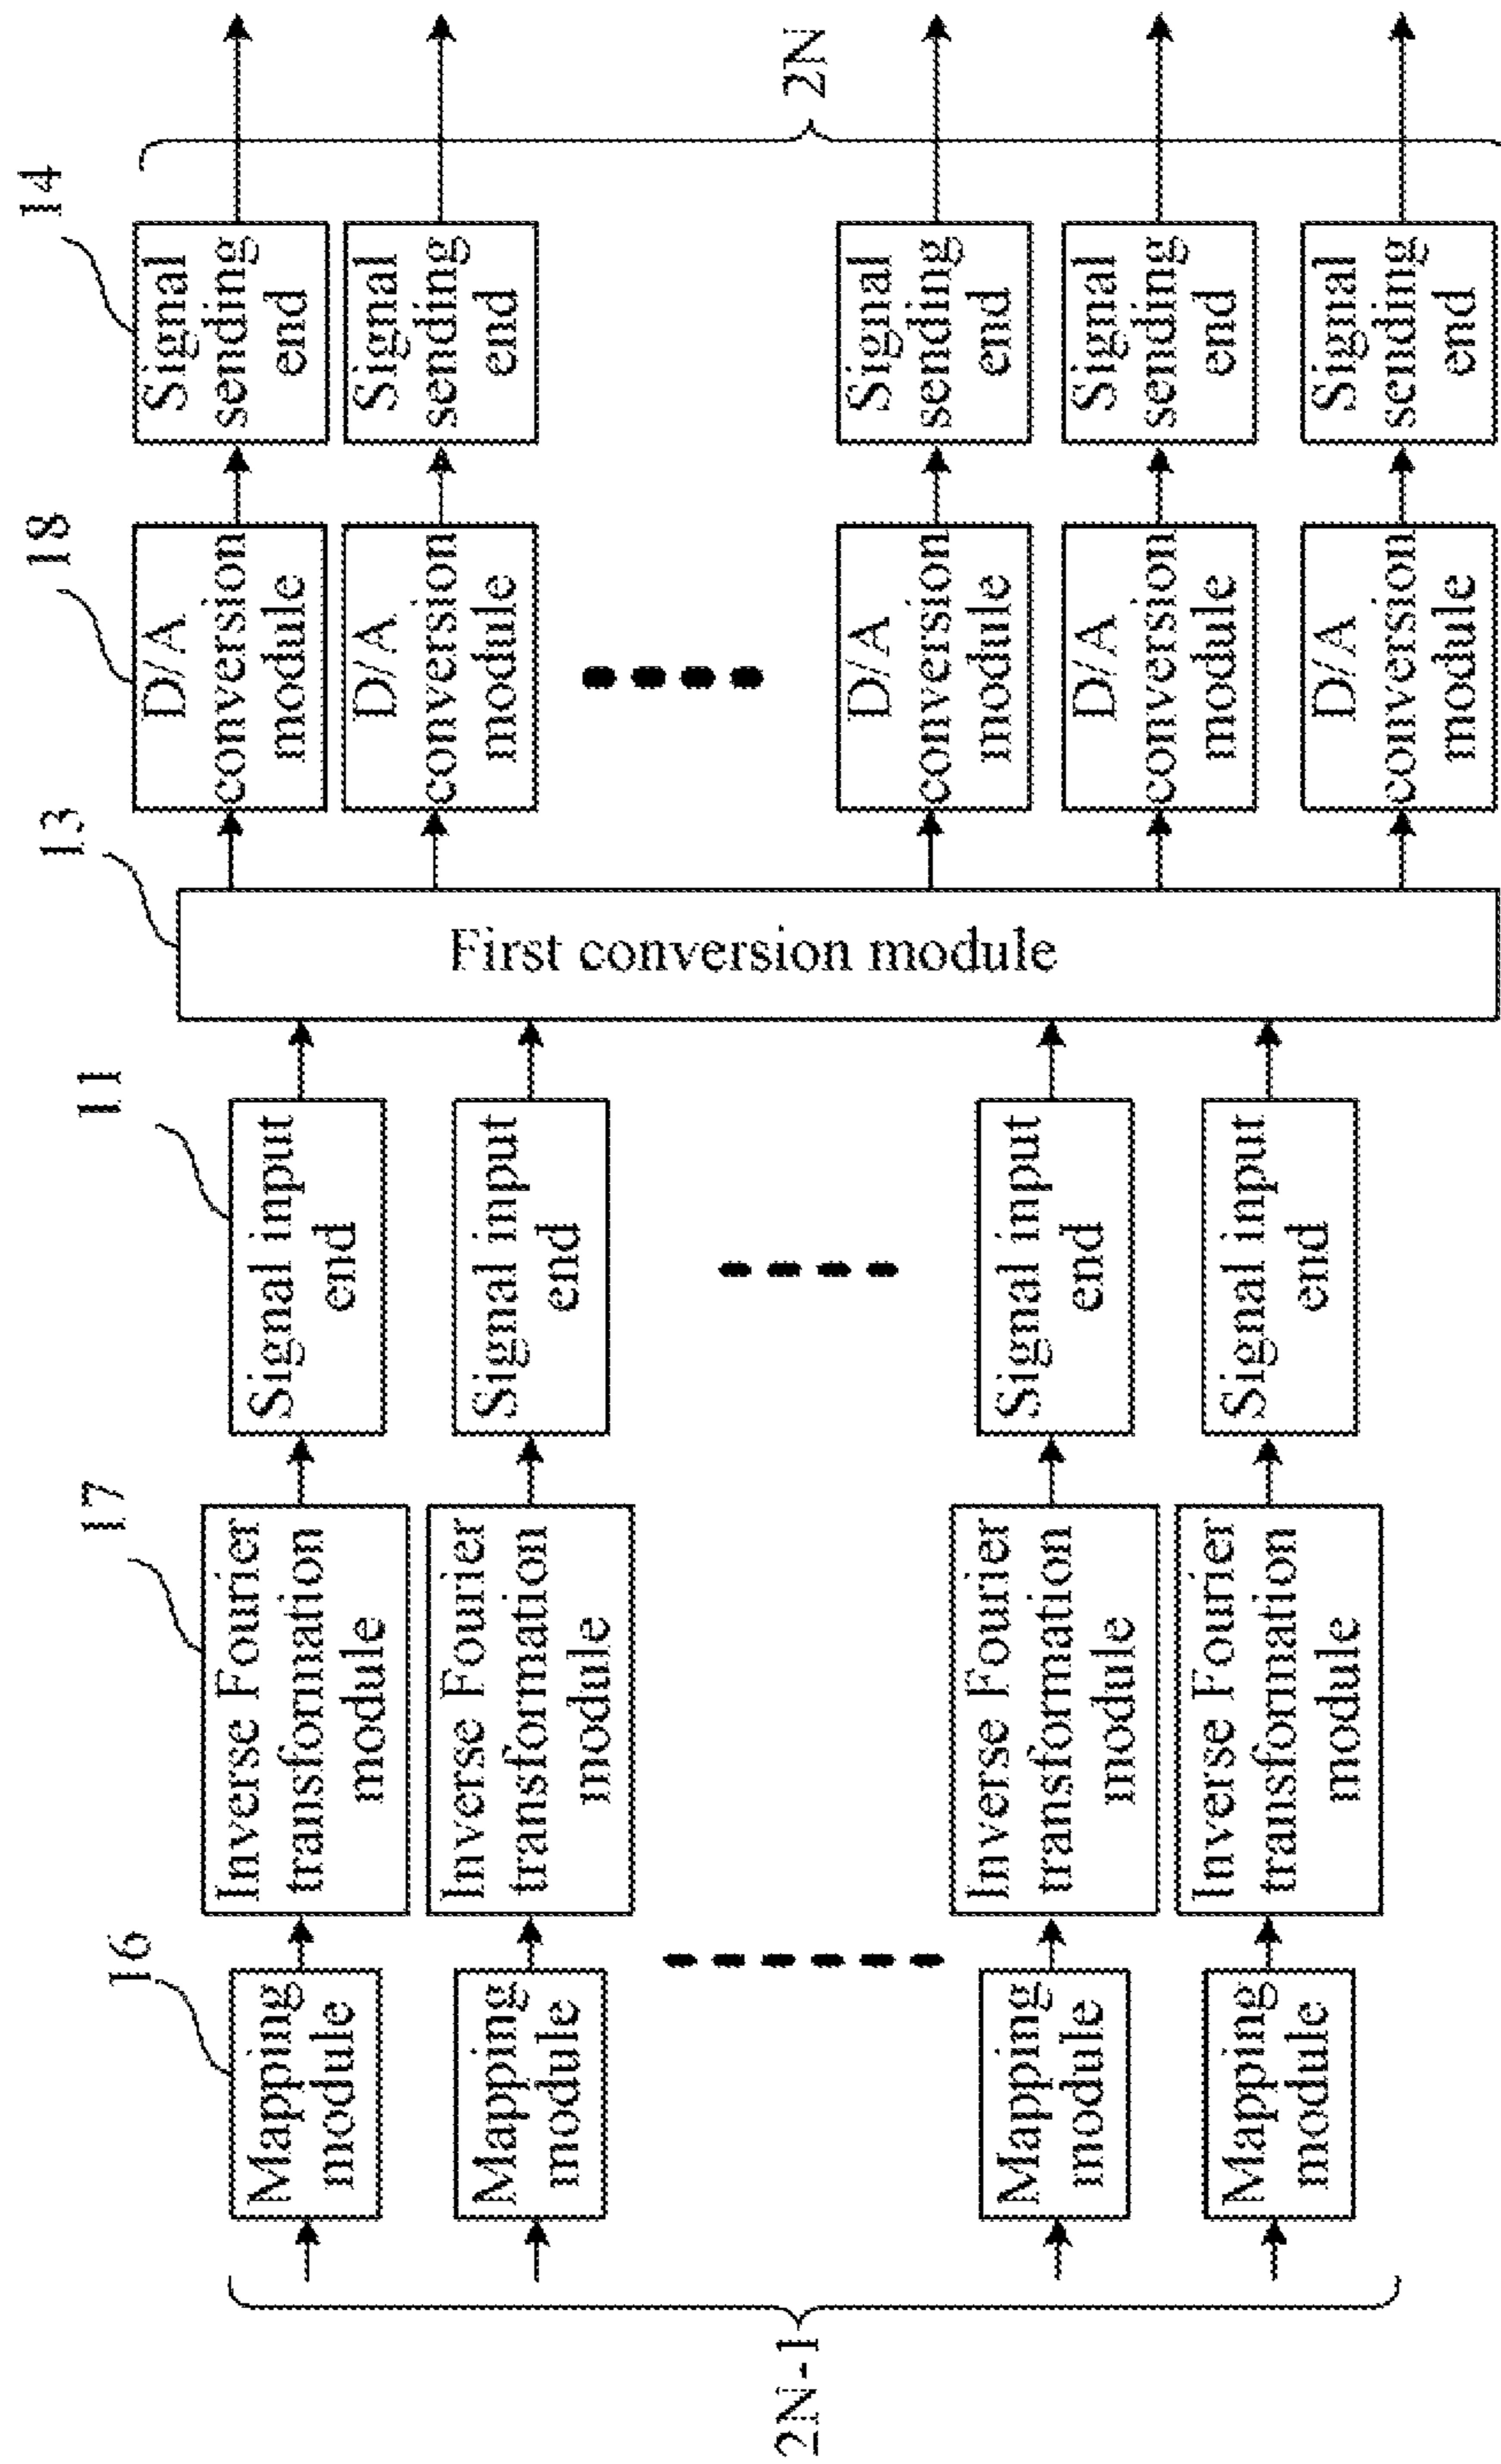 14
18
13
11
17
16
2N
2N-1
Signal
sending
end
Signal
sending
end
Signal
sending
end
Signal
sending
end
Signal
sending
end
D/A
conversion
module
D/A
conversion
module
D/A
conversion
module
D/A
conversion
module
D/A
conversion
module
First conversion module
Signal input
end
Signal input
end
Signal input
end
Signal input
end
Inverse Fourier
transformation
module
Inverse Fourier
transformation
module
Inverse Fourier
transformation
module
Inverse Fourier
transformation
module
Mapping
module
Mapping
module
Mapping
module
Mapping
module